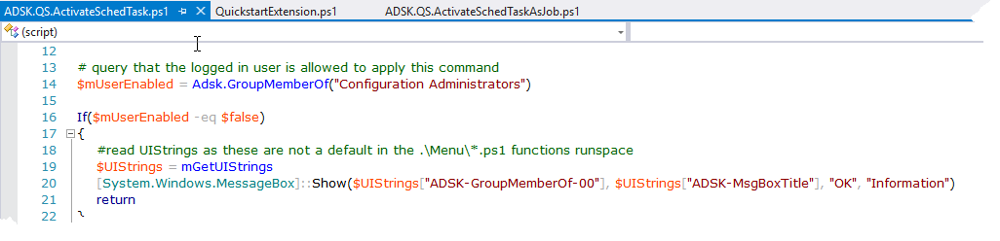 ADSK.QS.ActivateSchedTask.ps1 QuickstartExtension.ps1 ADSK.QS.ActivateSchedTaskAsJob.ps1
(script)
12
13 # query that the logged in user is allowed to apply this command
14 $mUserEnabled = Adsk.GroupMemberOf("Configuration Administrators")
15
16 If($mUserEnabled -eq $false)
17 {
18 #read UIStrings as these are not a default in the .\Menu\*.ps1 functions runspace
19 $UIStrings = mGetUIStrings
20 [System.Windows.MessageBox]::Show($UIStrings["ADSK-GroupMemberOf-00"], $UIStrings["ADSK-MsgBoxTitle"], "OK", "Information")
21 return
22 }